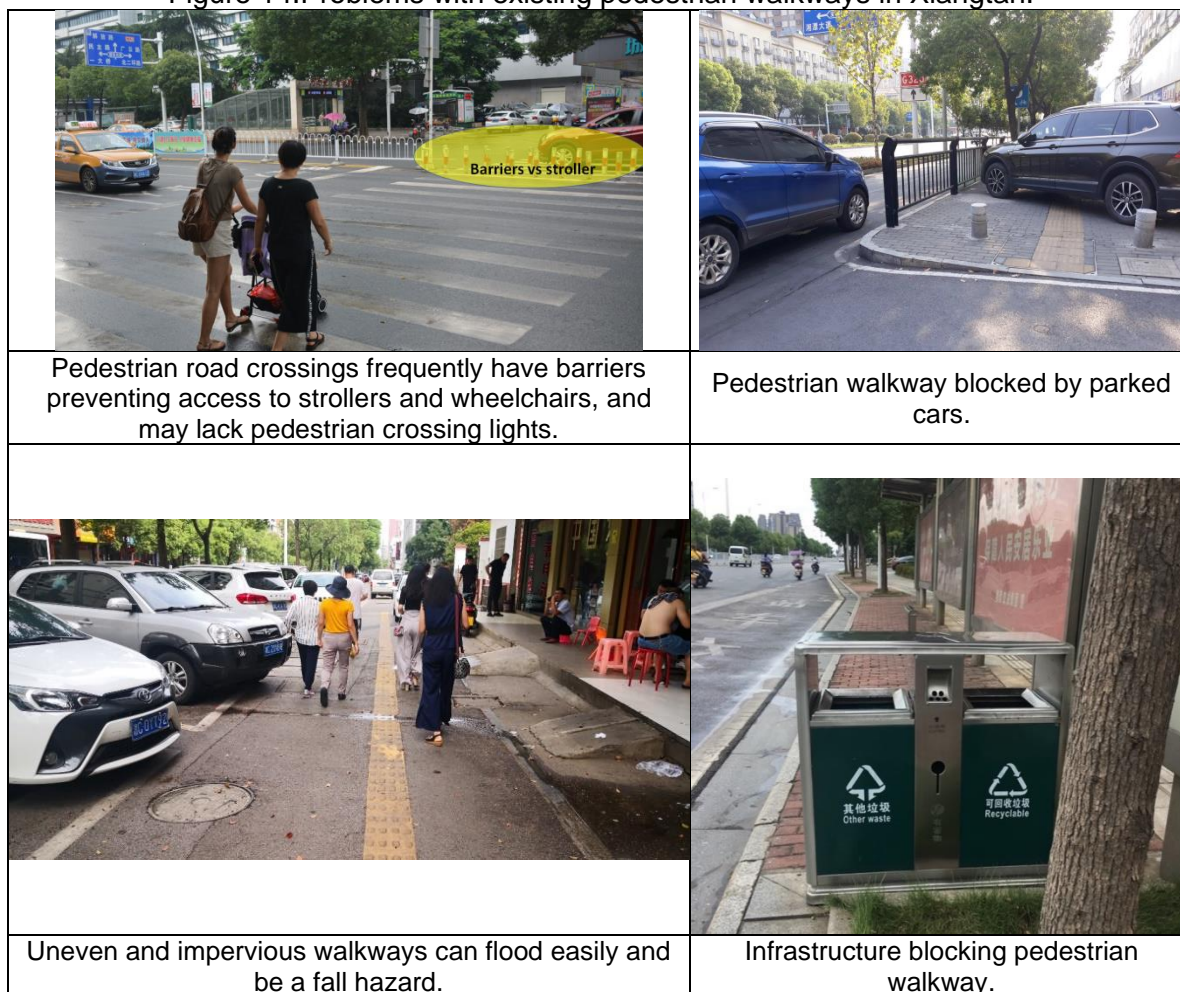 Barriers vs stroller
G320
Pedestrian road crossings frequently have barriers
preventing access to strollers and wheelchairs, and
may lack pedestrian crossing lights.
Pedestrian walkway blocked by parked
cars.
其他垃圾
Other waste
可回收垃圾
Recyclable
Uneven and impervious walkways can flood easily and
be a fall hazard.
Infrastructure blocking pedestrian
walkway.